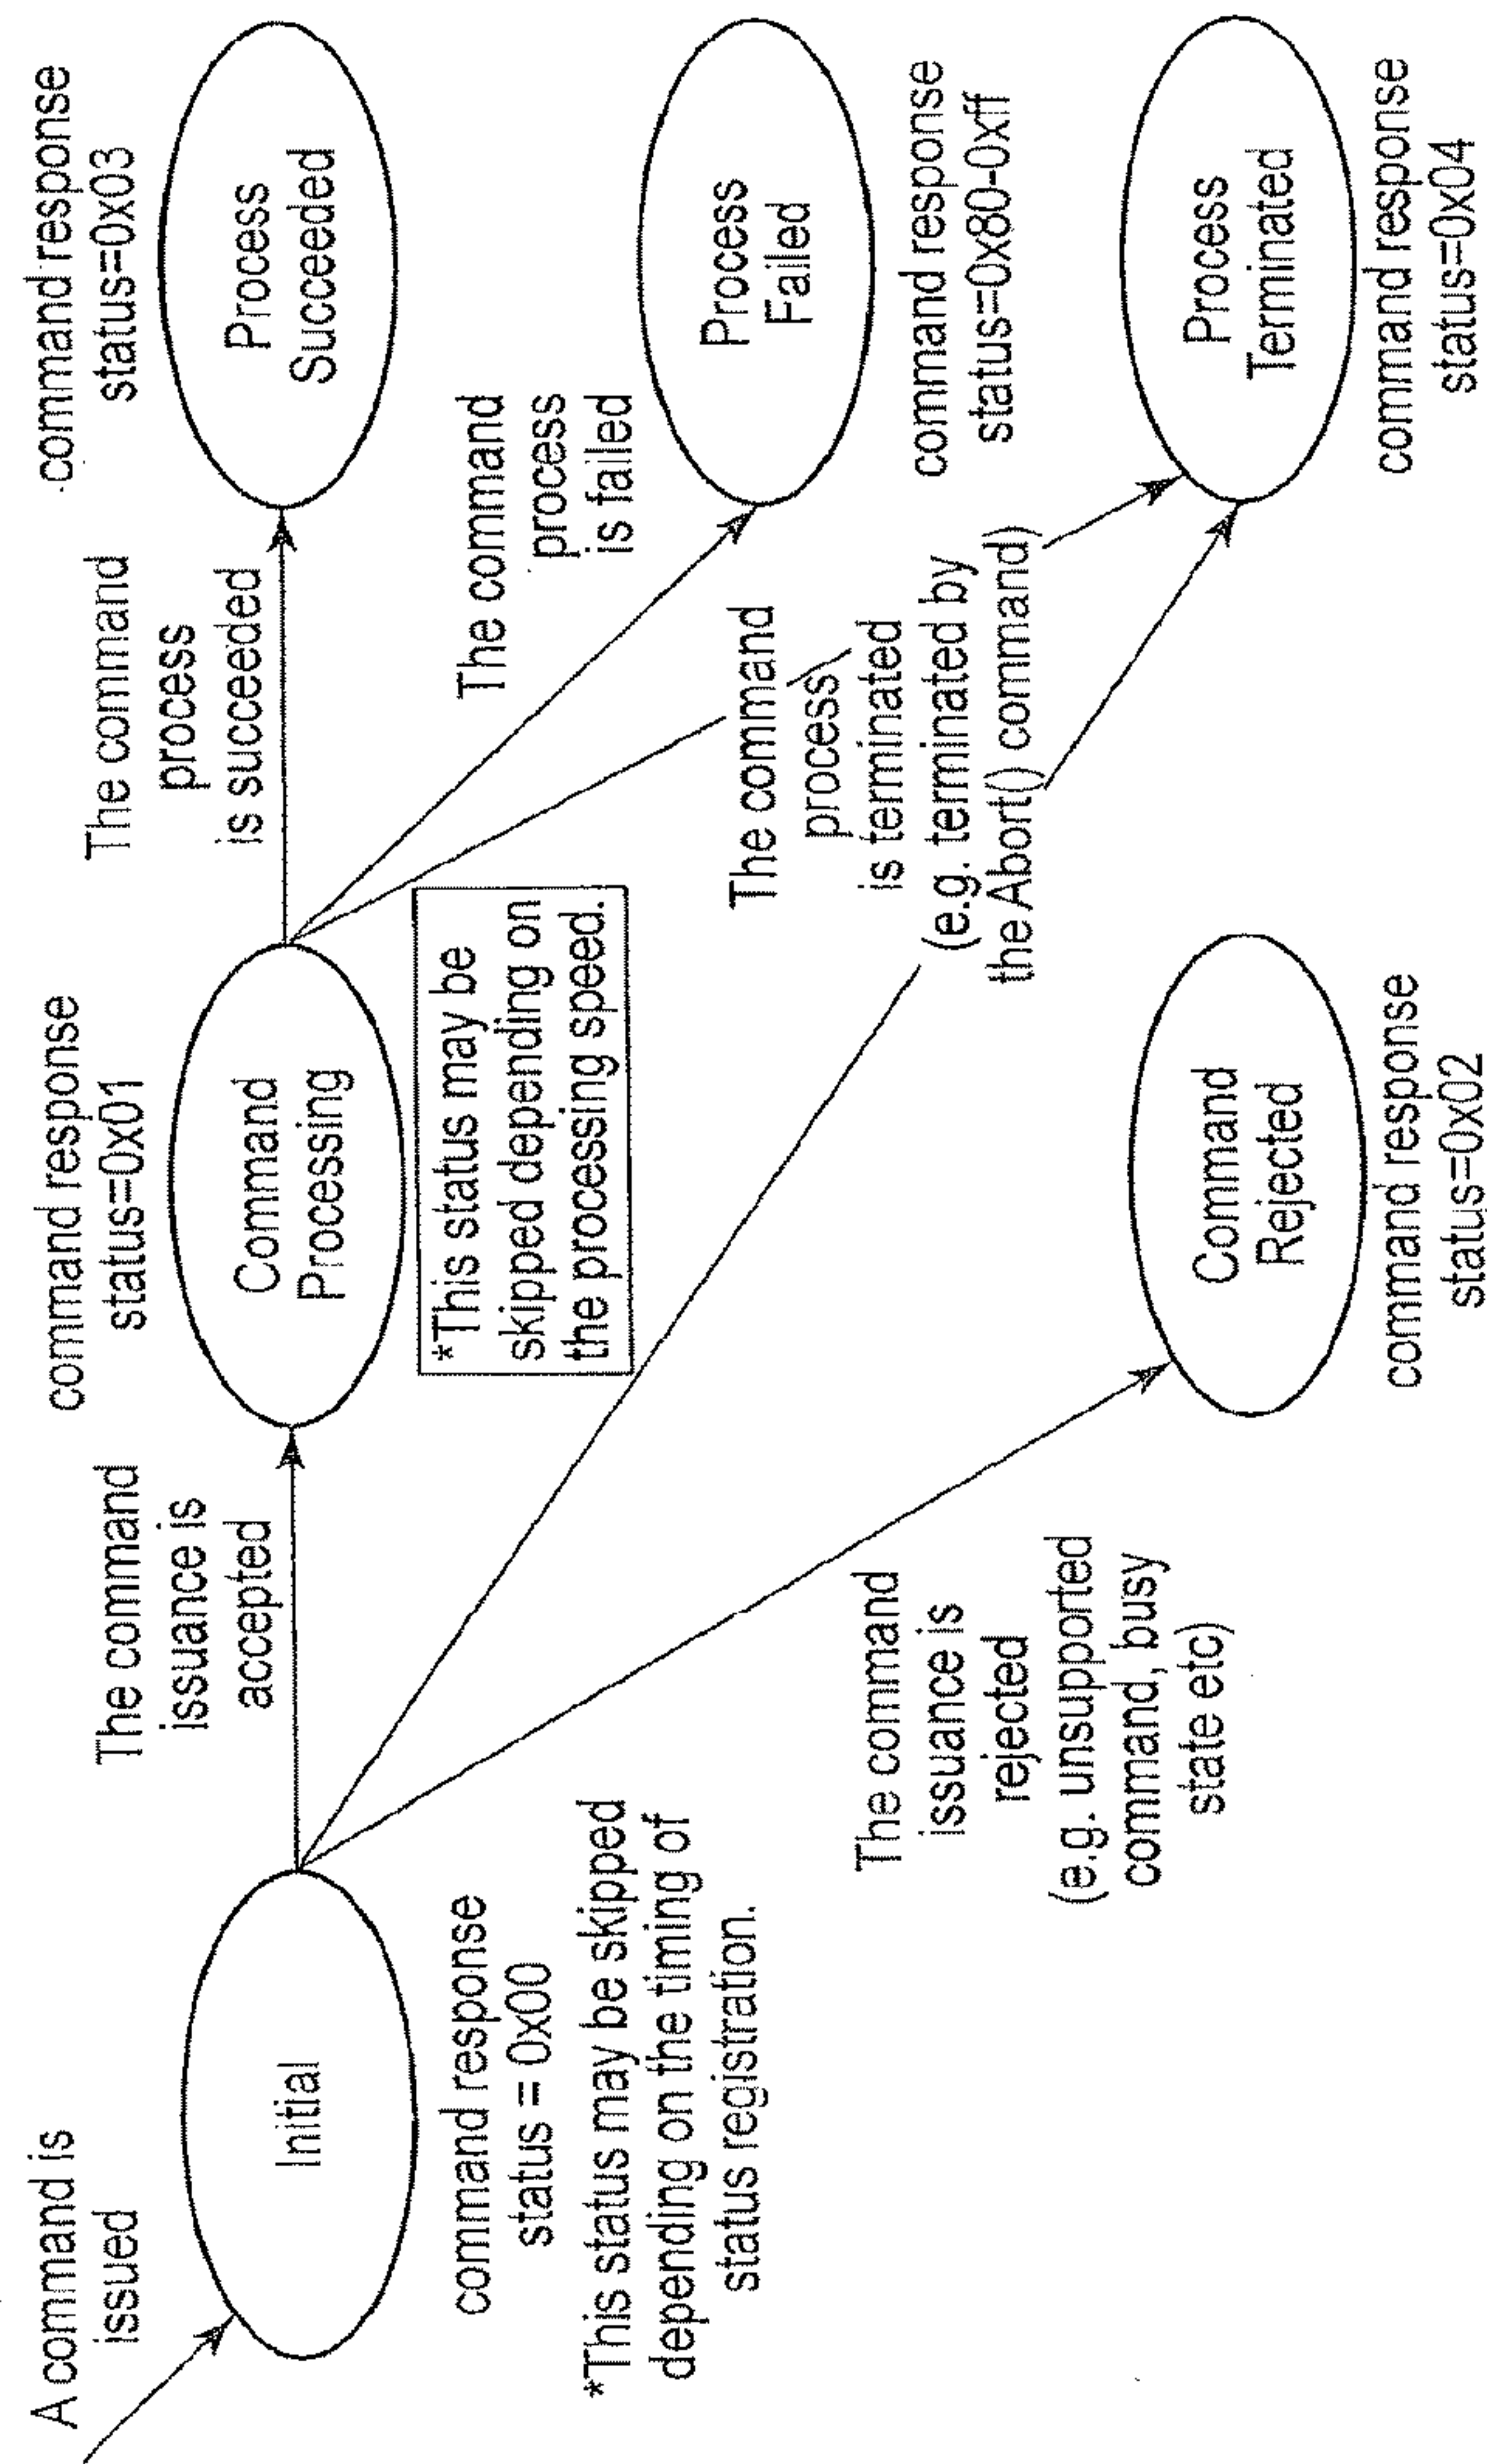 A command is
issued
Initial
command response
status = 0x00
*This status may be skipped
depending on the timing of
status registration.
The command
issuance is
accepted
The command
issuance is
rejected
(e.g. unsupported
command, busy
state etc)
command response
status=0x01
Command
Processing
*This status may be
skipped depending on
the processing speed.
Command
Rejected
command response
status=0x02
The command
process
is succeeded
The command
process
is failed
The command
process
is terminated
(e.g. terminated by
the Abort() command)
command response
status=0x03
Process
Succeeded
Process
Failed
command response
status=0x80-0xff
Process
Terminated
command response
status=0x04